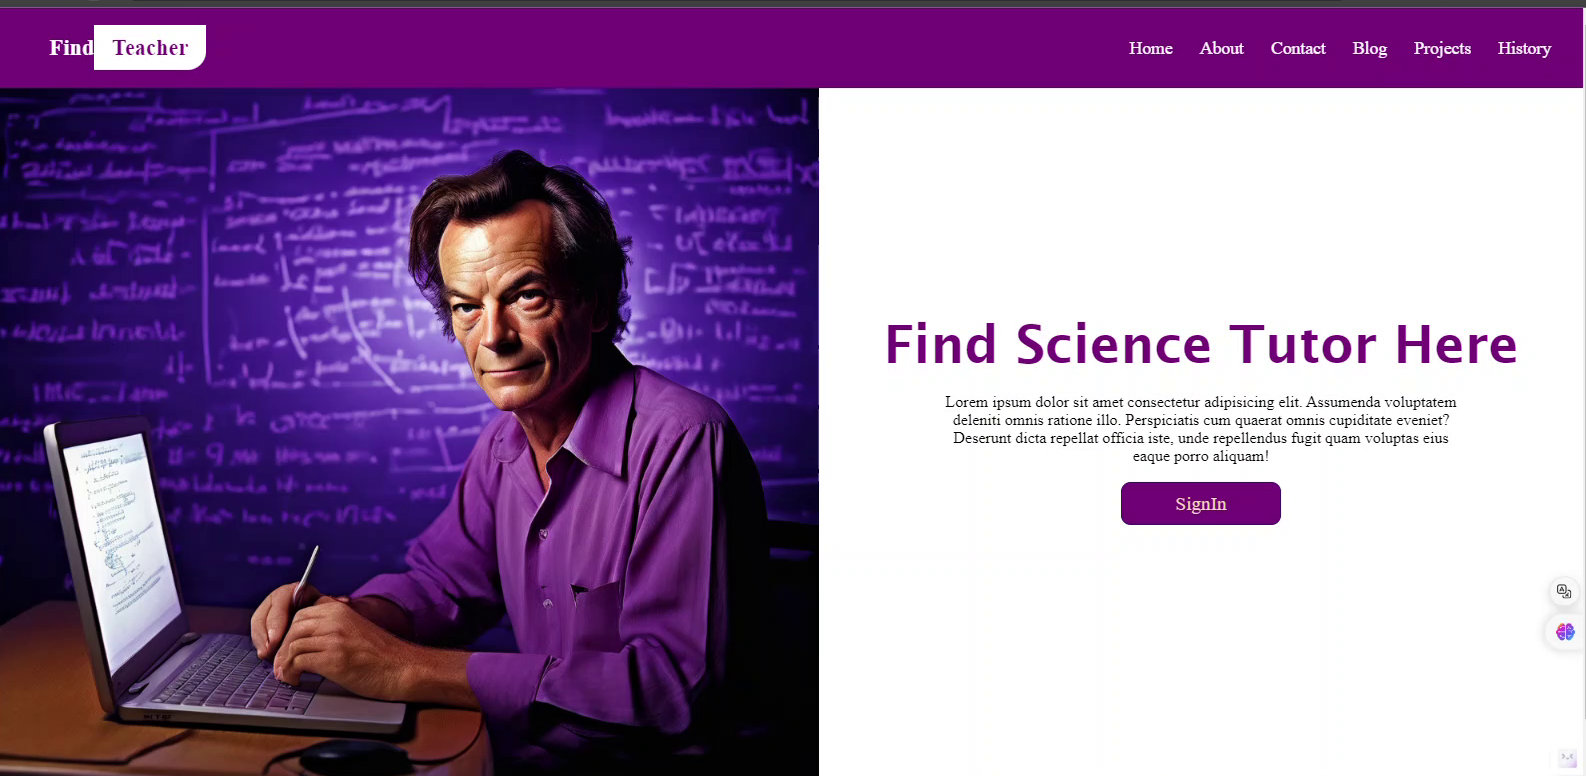 Find Teacher
Home About Contact Blog Projects History
Find Science Tutor Here
Lorem ipsum dolor sit amet consectetur adipisicing elit. Assumenda voluptatem
deleniti omnis ratione illo. Perspiciatis cum quaerat omnis cupiditate eveniet?
Deserunt dicta repellat officia iste, unde repellendus fugit quam voluptas eius
eaque porro aliquam!
SignIn